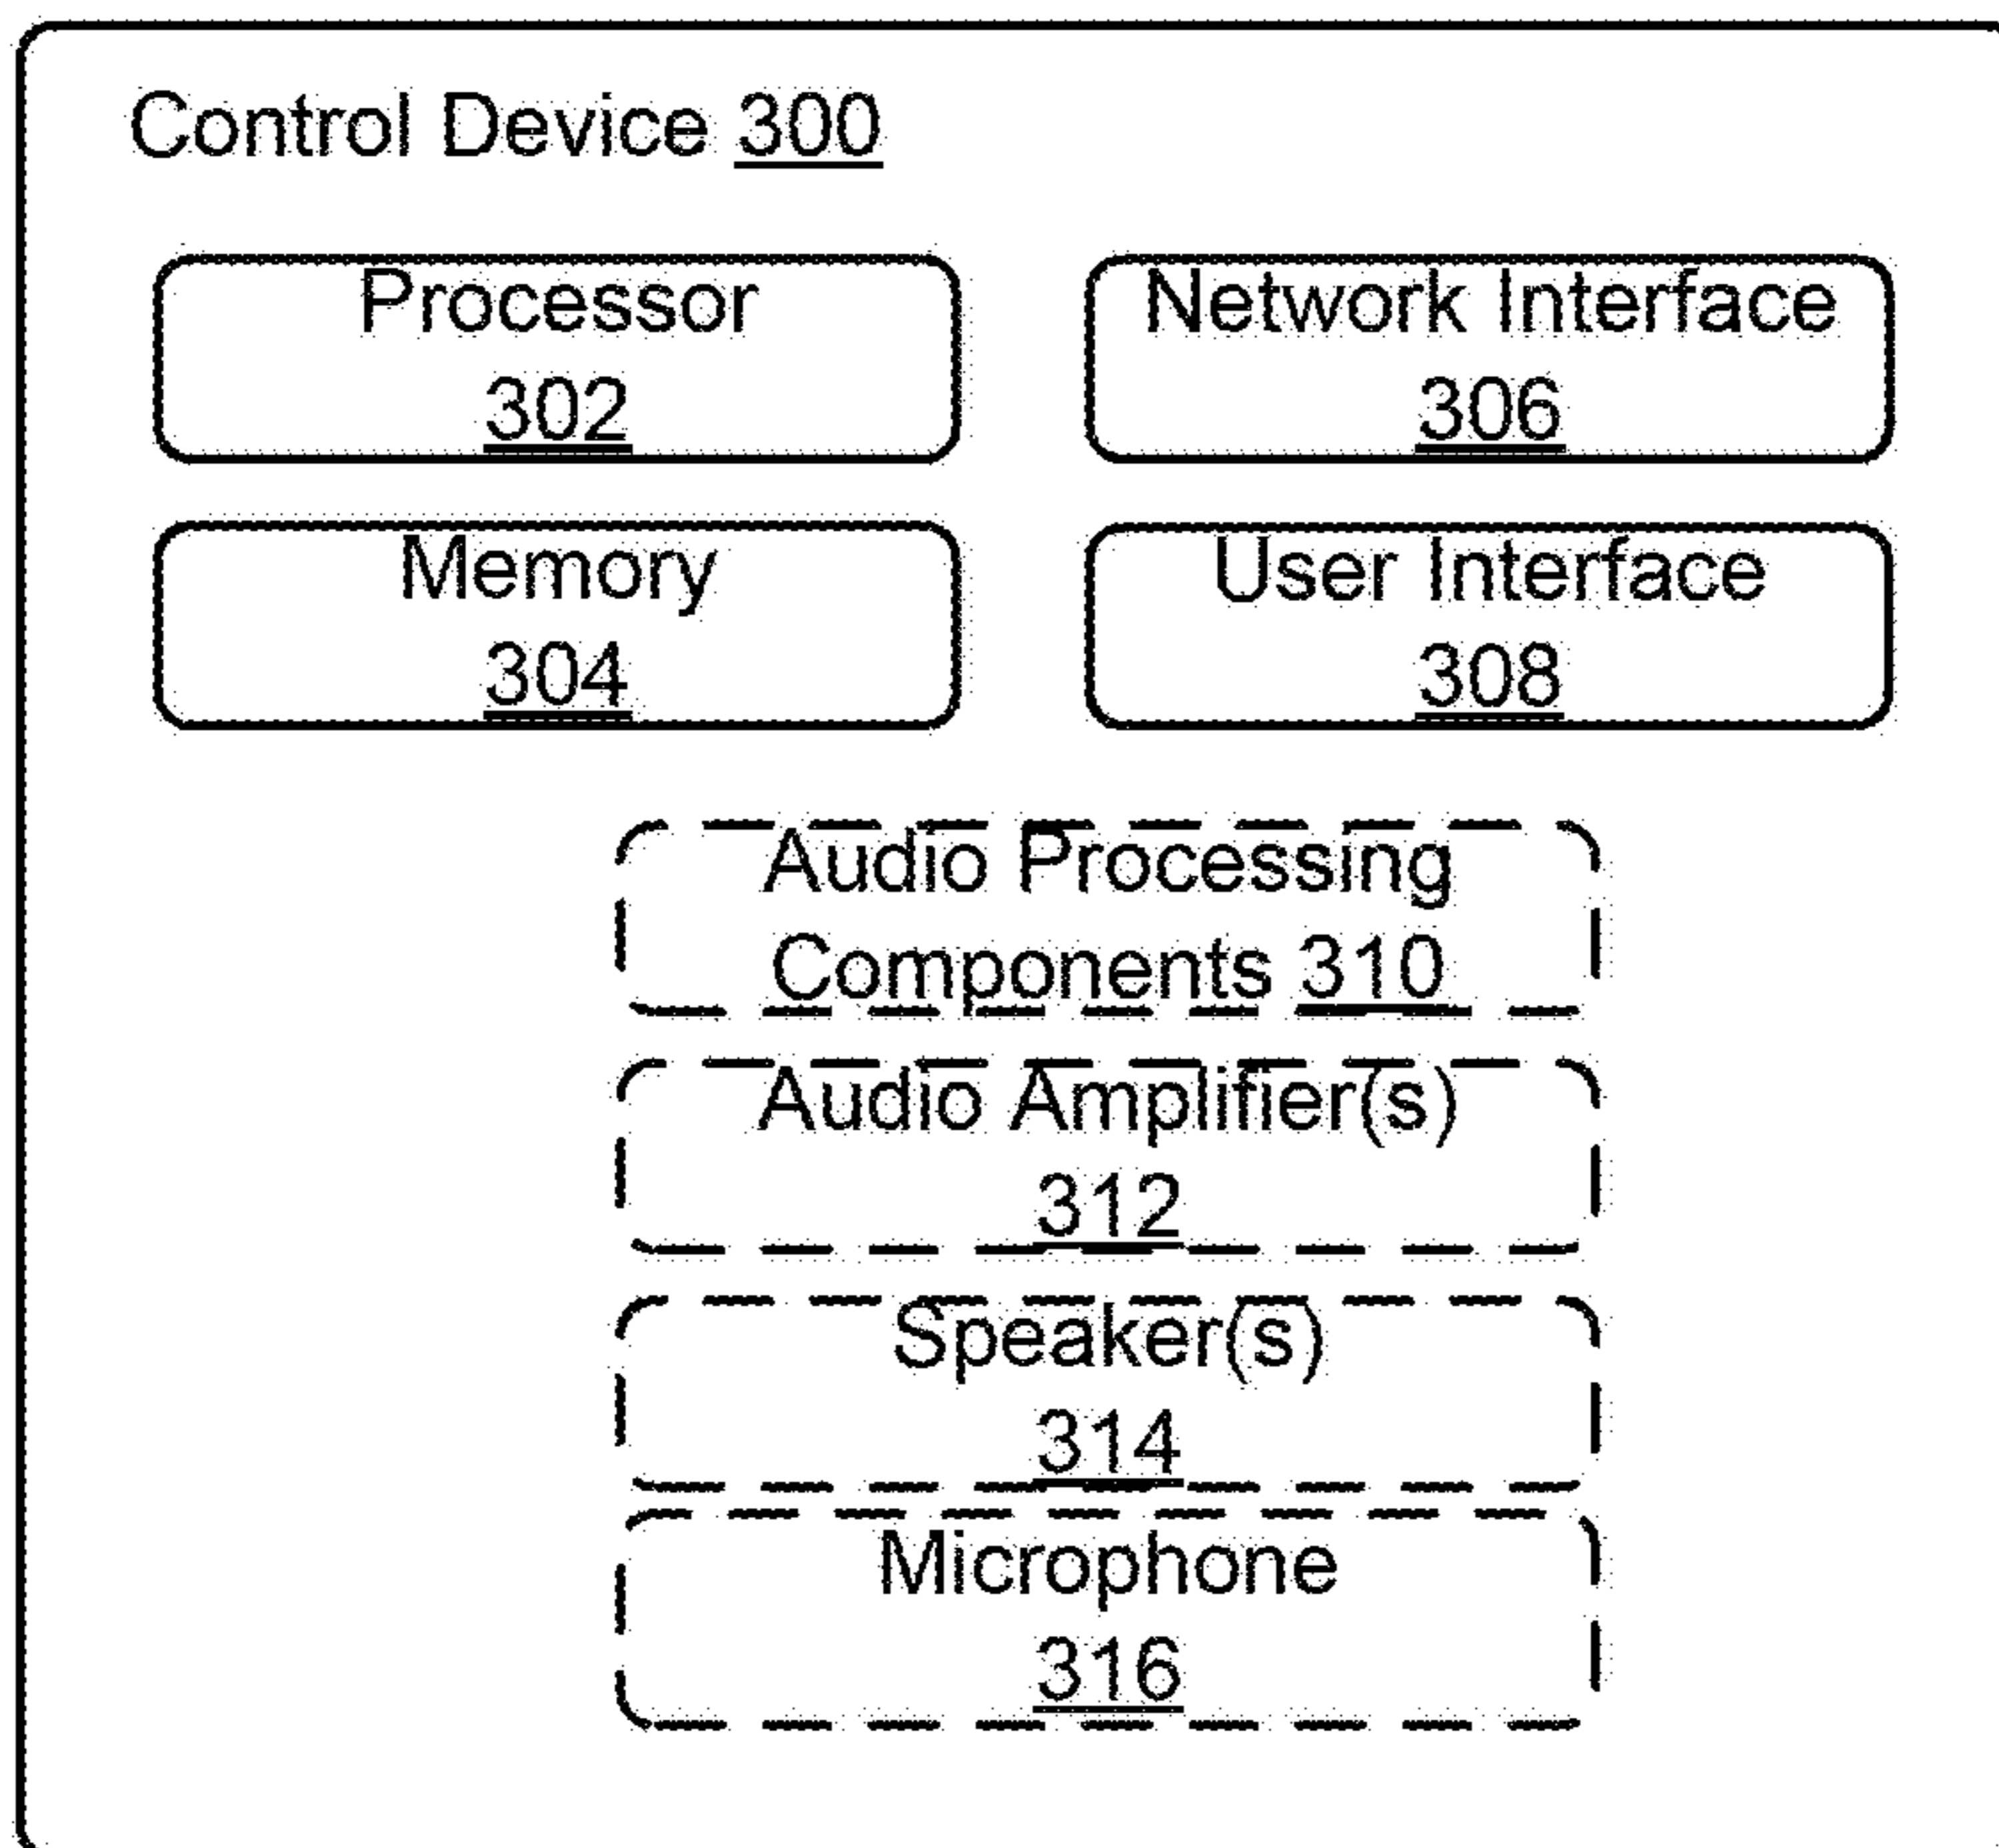 Control Device 300
Processor
302
Network Interface
306
Memory
304
User Interface
308
Audio Processing
Components 310
Audio Amplifier(s)
312
Speaker(s)
314
Microphone
316